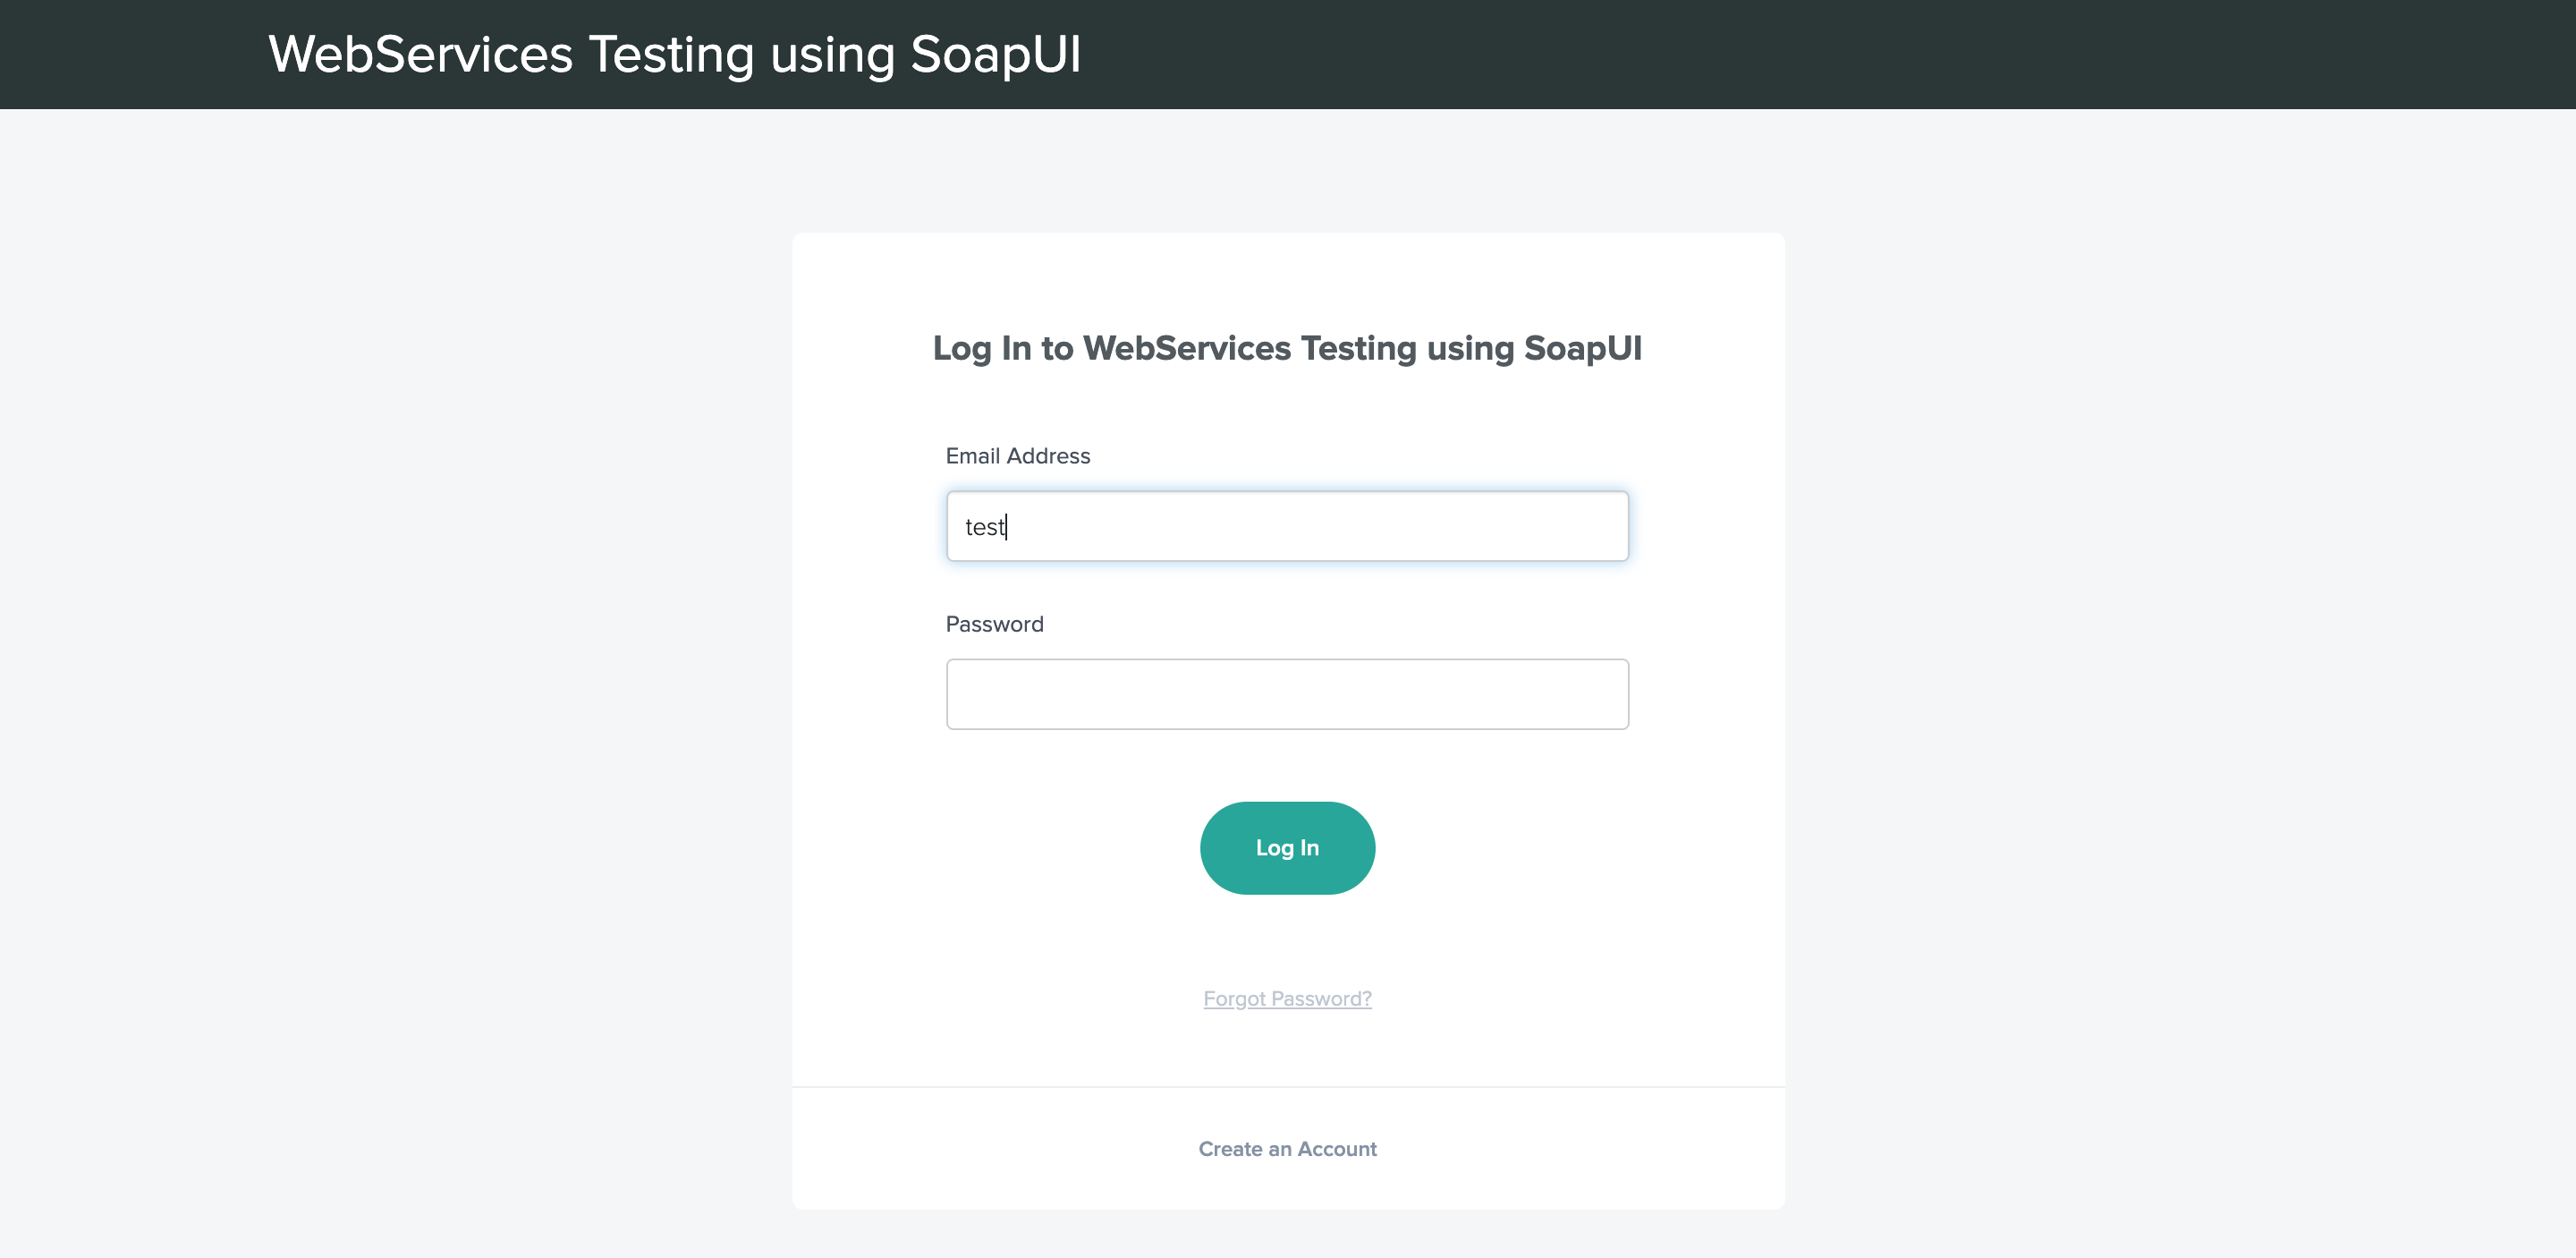 WebServices Testing using SoapUI
Log In to WebServices Testing using SoapUI
Email Address
test
Password
Log In
Forgot Password?
Create an Account